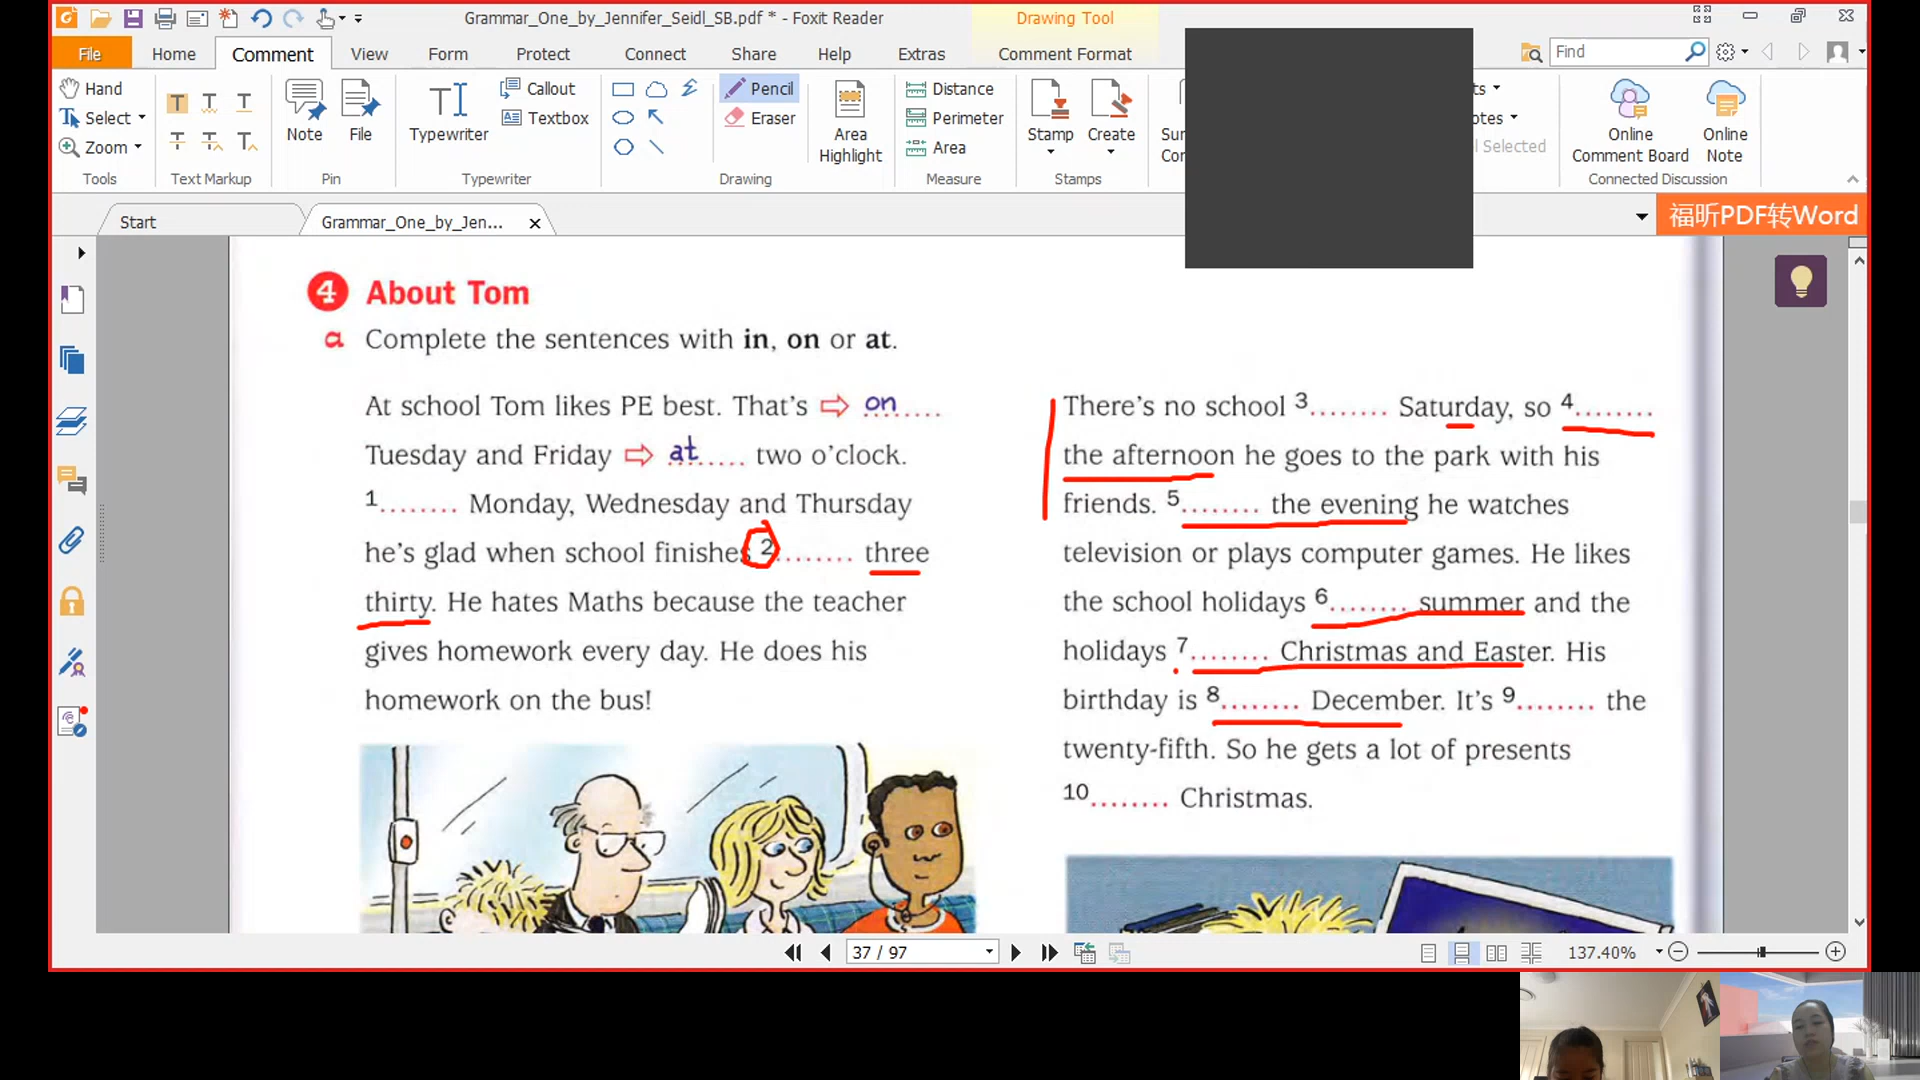 Grammar_One_by_Jennifer_Seidl_SB.pdf * - Foxit Reader
Drawing Tool
File
Home
Comment
View
Form
Protect
Connect
Share
Help
Extras
Comment Format
Find
Hand
Select
Zoom
Tools
T T T
T T T
Text Markup
Note
File
Pin
Typewriter
Callout
Textbox
Typewriter
Pencil
Eraser
Drawing
Area
Highlight
Distance
Perimeter
Area
Measure
Stamp
Create
Stamps
Selected
Online
Comment Board
Online
Note
Connected Discussion
Start
Grammar_One_by_Jen...
福昕PDF转Word
4 About Tom
a Complete the sentences with in, on or at.
At school Tom likes PE best. That's ⇨ on ....
Tuesday and Friday ⇨ at ..... two o'clock.
1........ Monday, Wednesday and Thursday
he's glad when school finishes 2........ three
thirty. He hates Maths because the teacher
gives homework every day. He does his
homework on the bus!
There's no school 3........ Saturday, so 4........
the afternoon he goes to the park with his
friends. 5........ the evening he watches
television or plays computer games. He likes
the school holidays 6........ summer and the
holidays 7........ Christmas and Easter. His
birthday is 8........ December. It's 9........ the
twenty-fifth. So he gets a lot of presents
10........ Christmas.
37 / 97
137.40%